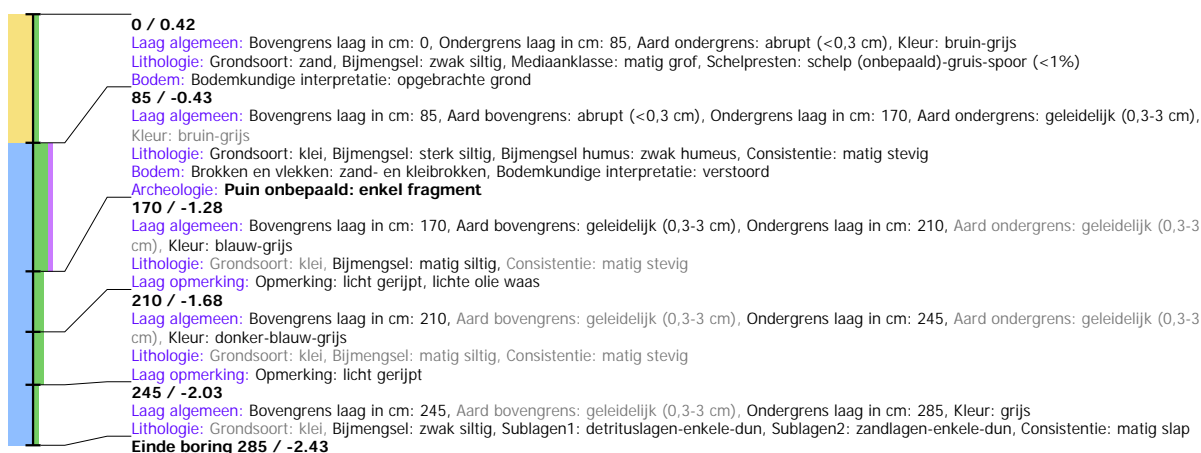 0 / 0.42
Laag algemeen: Bovengrens laag in cm: 0, Ondergrens laag in cm: 85, Aard ondergrens: abrupt (<0,3 cm), Kleur: bruin-grijs
Lithologie: Grondsoort: zand, Bijmengsel: zwak siltig, Mediaanklasse: matig grof, Schelpresten: schelp (onbepaald)-gruis-spoor (<1%)
Bodem: Bodemkundige interpretatie: opgebrachte grond
85 / -0.43
Laag algemeen: Bovengrens laag in cm: 85, Aard bovengrens: abrupt (<0,3 cm), Ondergrens laag in cm: 170, Aard ondergrens: geleidelijk (0,3-3 cm),
Kleur: bruin-grijs
Lithologie: Grondsoort: klei, Bijmengsel: sterk siltig, Bijmengsel humus: zwak humeus, Consistentie: matig stevig
Bodem: Brokken en vlekken: zand- en kleibrokken, Bodemkundige interpretatie: verstoord
Archeologie: Puin onbepaald: enkel fragment
170 / -1.28
Laag algemeen: Bovengrens laag in cm: 170, Aard bovengrens: geleidelijk (0,3-3 cm), Ondergrens laag in cm: 210, Aard ondergrens: geleidelijk (0,3-3
cm), Kleur: blauw-grijs
Lithologie: Grondsoort: klei, Bijmengsel: matig siltig, Consistentie: matig stevig
Laag opmerking: Opmerking: licht gerijpt, lichte olie waas
210 / -1.68
Laag algemeen: Bovengrens laag in cm: 210, Aard bovengrens: geleidelijk (0,3-3 cm), Ondergrens laag in cm: 245, Aard ondergrens: geleidelijk (0,3-3
cm), Kleur: donker-blauw-grijs
Lithologie: Grondsoort: klei, Bijmengsel: matig siltig, Consistentie: matig stevig
Laag opmerking: Opmerking: licht gerijpt
245 / -2.03
Laag algemeen: Bovengrens laag in cm: 245, Aard bovengrens: geleidelijk (0,3-3 cm), Ondergrens laag in cm: 285, Kleur: grijs
Lithologie: Grondsoort: klei, Bijmengsel: zwak siltig, Sublagen1: detrituslagen-enkele-dun, Sublagen2: zandlagen-enkele-dun, Consistentie: matig slap
Einde boring 285 / -2.43